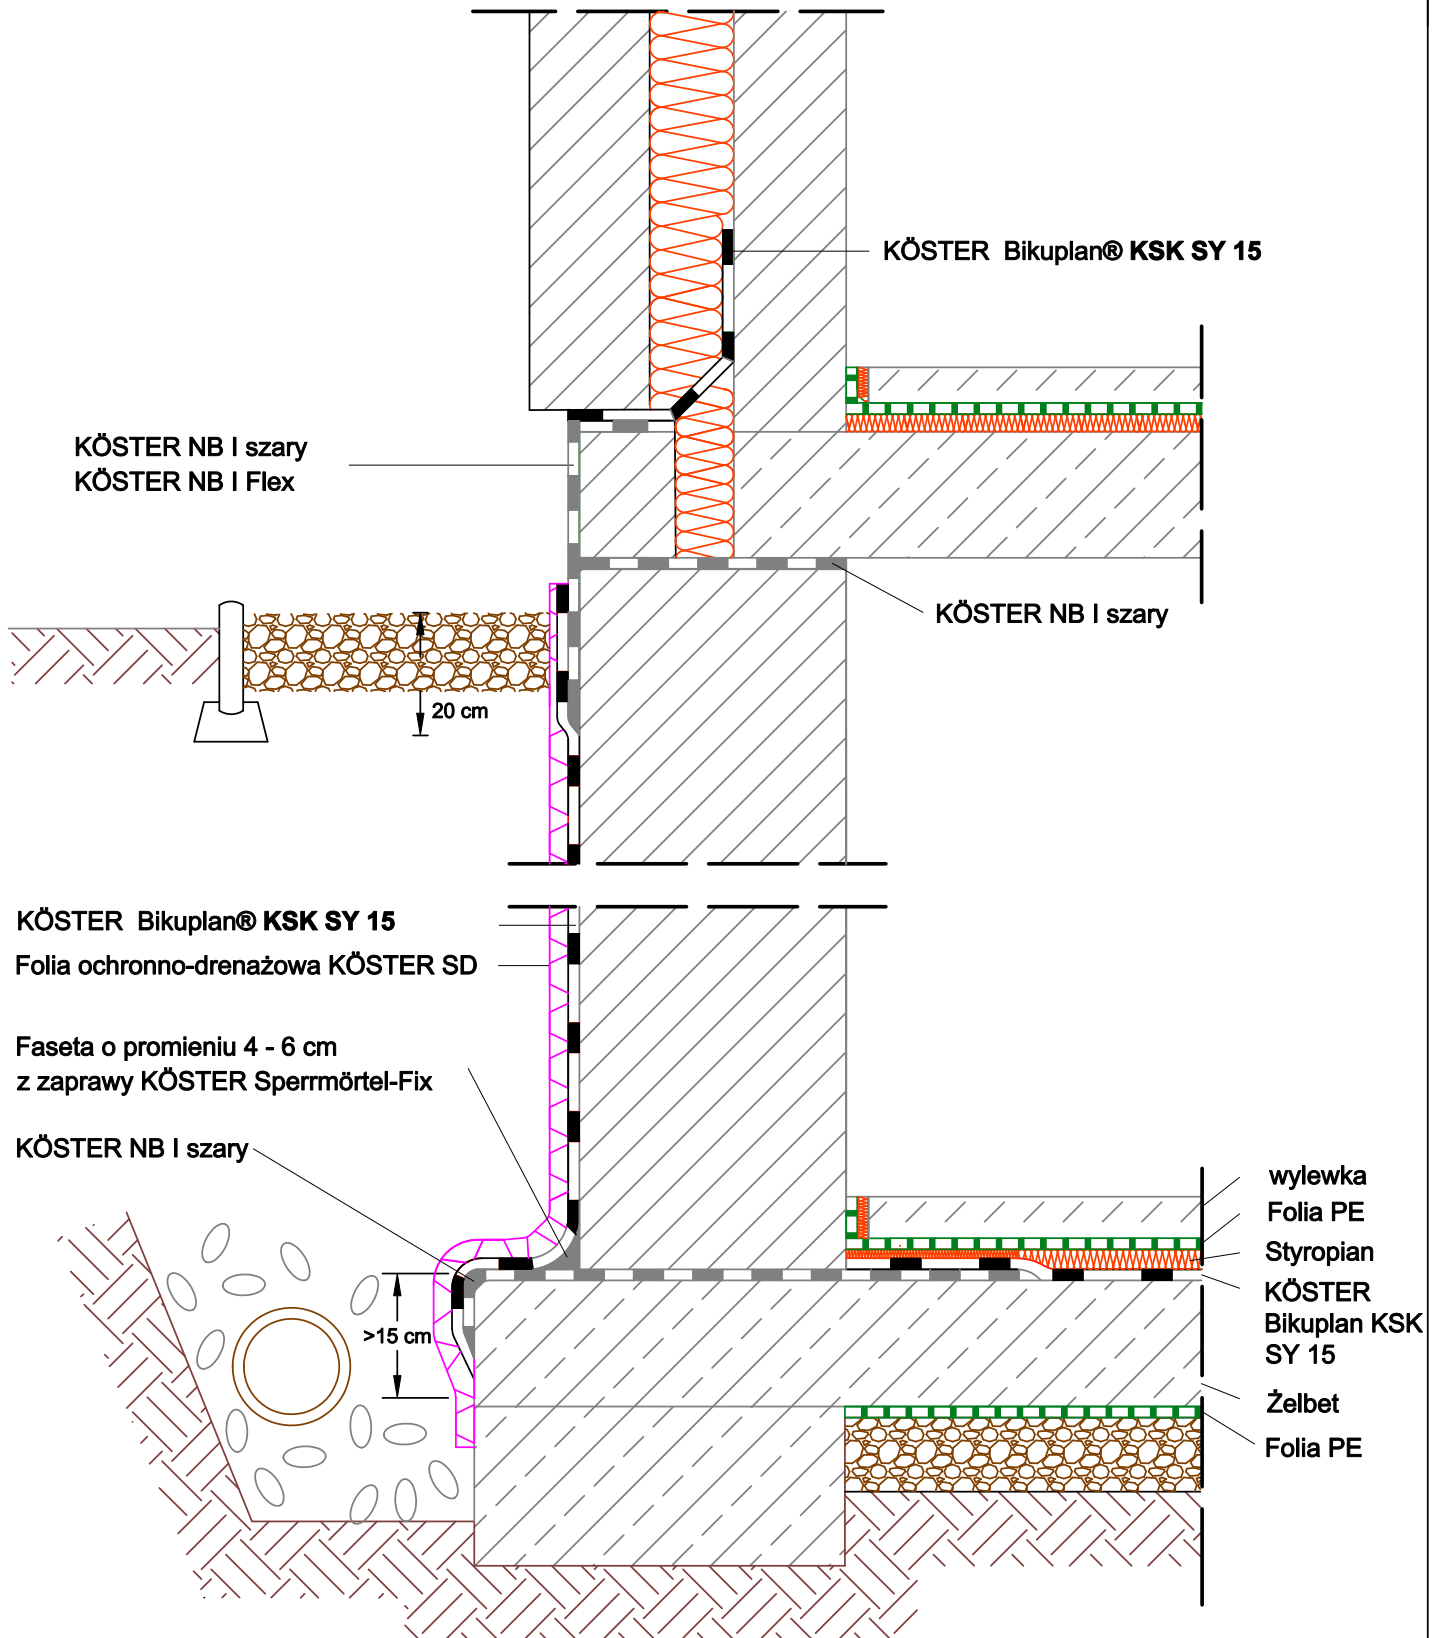 KÖSTER Bikuplan® KSK SY 15
KÖSTER NB I szary
KÖSTER NB I Flex
KÖSTER NB I szary
20 cm
KÖSTER Bikuplan® KSK SY 15
Folia ochronno-drenażowa KÖSTER SD
Faseta o promieniu 4 - 6 cm
z zaprawy KÖSTER Sperrmörtel-Fix
KÖSTER NB I szary
>15 cm
wylewka
Folia PE
Styropian
KÖSTER
Bikuplan KSK
SY 15
Żelbet
Folia PE